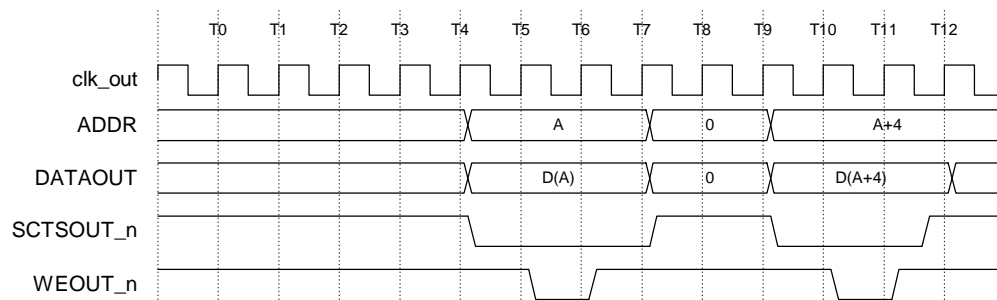 T0 T1 T2 T3 T4 T5 T6 T7 T8 T9 T10 T11 T12
clk_out
ADDR A 0 A+4
DATAOUT D(A) 0 D(A+4)
SCTSOUT_n
WEOUT_n